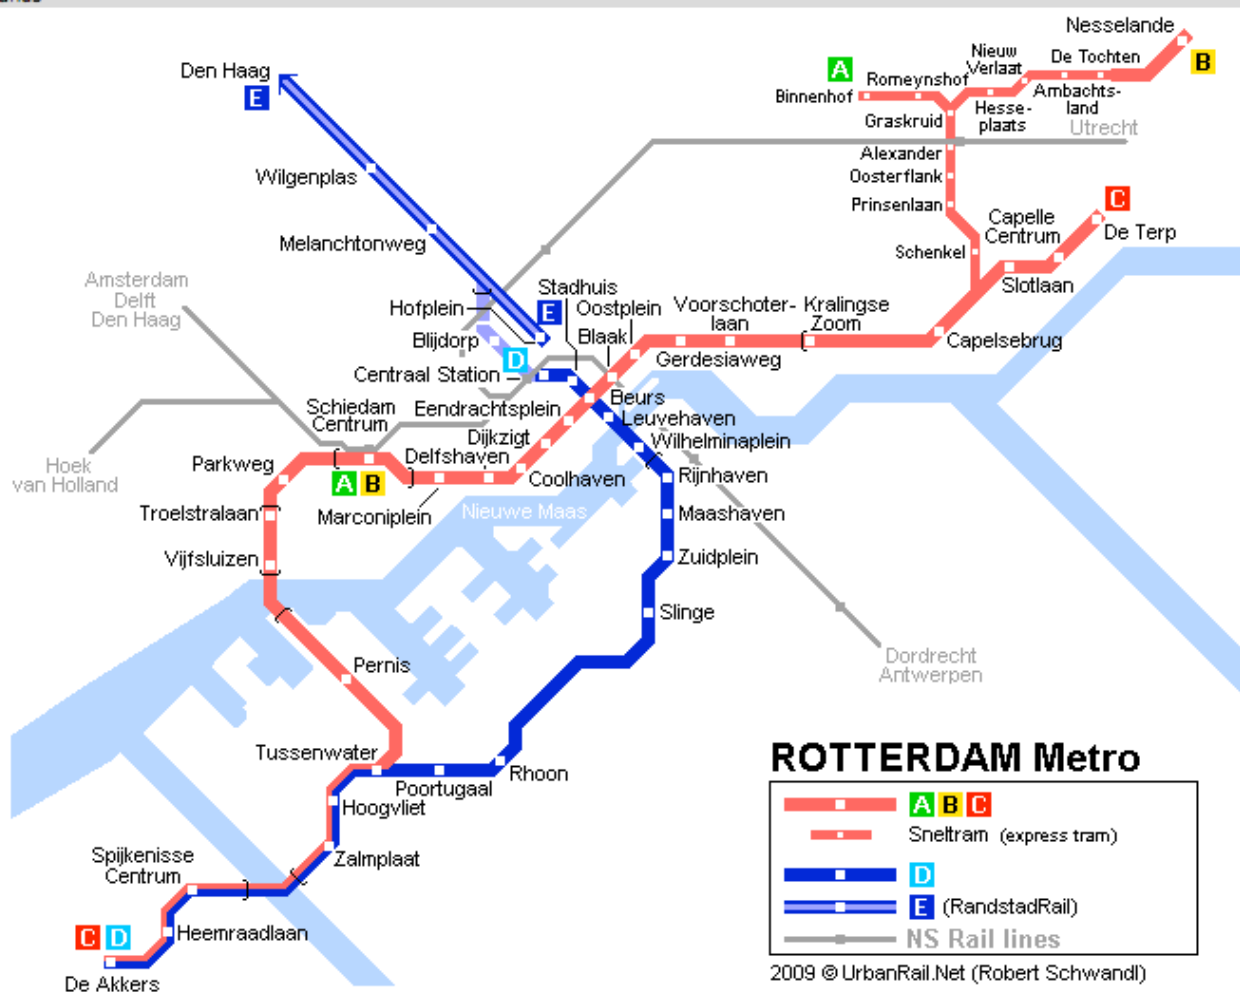 Nesselande
B
De Tochten
Nieuw
Verlaat
Ambachts-
land
Hesse-
plaats
A
Romeynshof
Binnenhof
Graskruid
Utrecht
Alexander
Oosterflank
Prinsenlaan
Schenkel
C
De Terp
Capelle
Centrum
Slotlaan
Capelsebrug
Den Haag
E
Wilgenplas
Melanchtonweg
Hofplein
E
Stadhuis
Oostplein
Blaak
Voorschoter-
laan
Kralingse
Zoom
Gerdesiaweg
Blijdorp
D
Centraal Station
Amsterdam
Delft
Den Haag
Beurs
Leuvehaven
Wilhelminaplein
Rijnhaven
Maashaven
Zuidplein
Slinge
Eendrachtsplein
Dijkzigt
Coolhaven
Delfshaven
Marconiplein
Schiedam
Centrum
A B
Parkweg
Hoek
van Holland
Troelstralaan
Vijfsluizen
Nieuwe Maas
Pernis
Dordrecht
Antwerpen
Tussenwater
Poortugaal
Rhoon
Hoogvliet
Zalmplaat
Spijkenisse
Centrum
Heemraadlaan
C D
De Akkers
ROTTERDAM Metro
A B C
Sneltram (express tram)
D
E (RandstadRail)
NS Rail lines
2009 © UrbanRail.Net (Robert Schwandl)